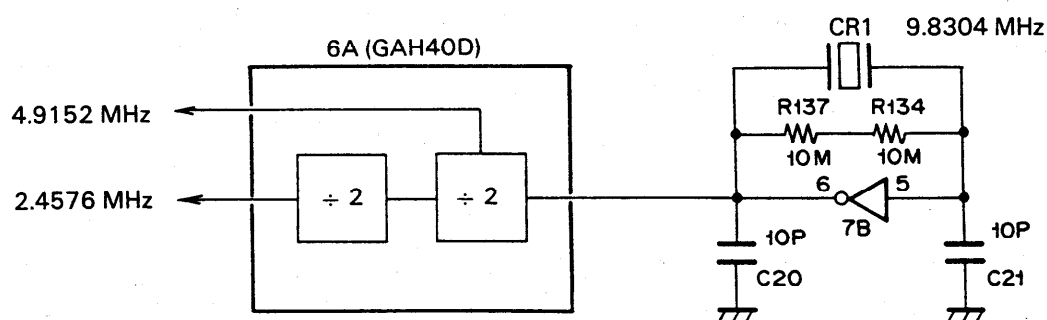 CR1 9.8304 MHz
6A (GAH40D)
4.9152 MHz
R137 R134
10M 10M
2.4576 MHz
÷ 2 ÷ 2
6 5
7B
10P 10P
C20 C21